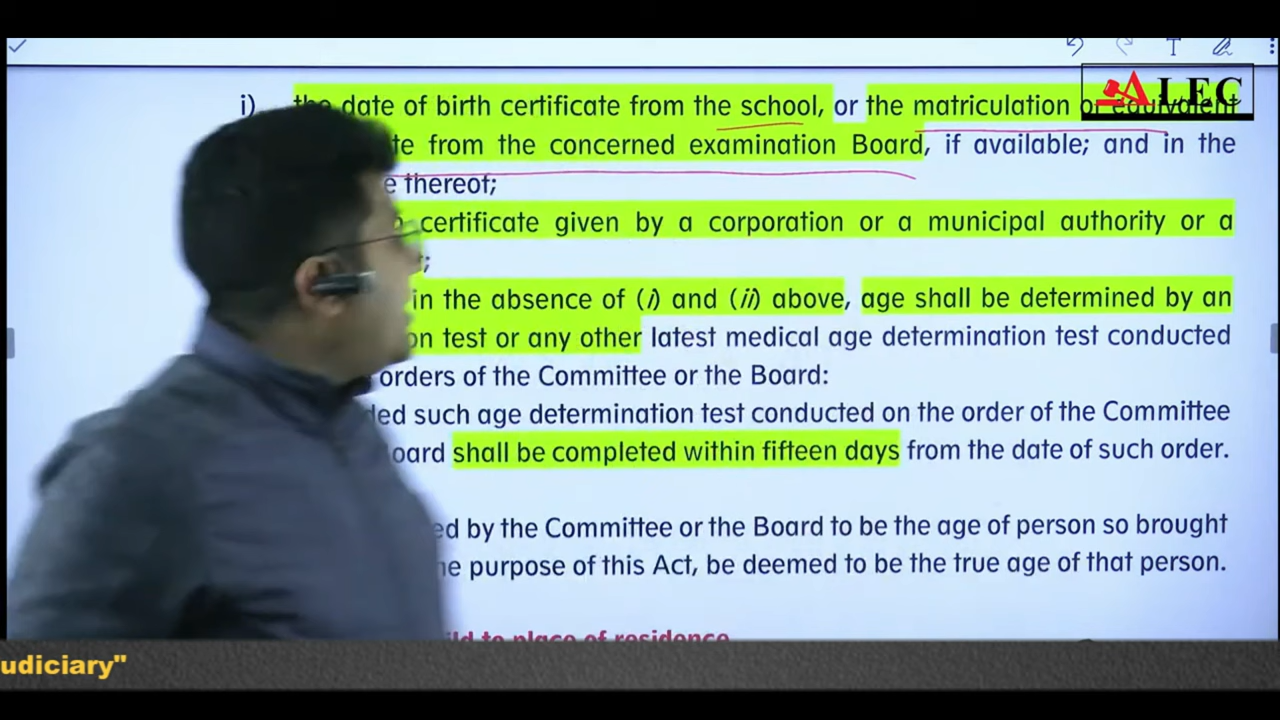 ALEC
i) the date of birth certificate from the school, or the matriculation or equivalent
te from the concerned examination Board, if available; and in the
e thereof;
certificate given by a corporation or a municipal authority or a
in the absence of (i) and (ii) above, age shall be determined by an
on test or any other latest medical age determination test conducted
orders of the Committee or the Board:
ded such age determination test conducted on the order of the Committee
oard shall be completed within fifteen days from the date of such order.
ed by the Committee or the Board to be the age of person so brought
he purpose of this Act, be deemed to be the true age of that person.
ild to place of residence
udiciary"